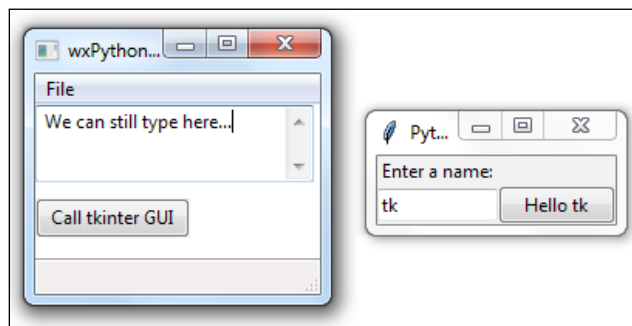 wxPython...
File
We can still type here...
Call tkinter GUI
Pyt...
Enter a name:
tk
Hello tk